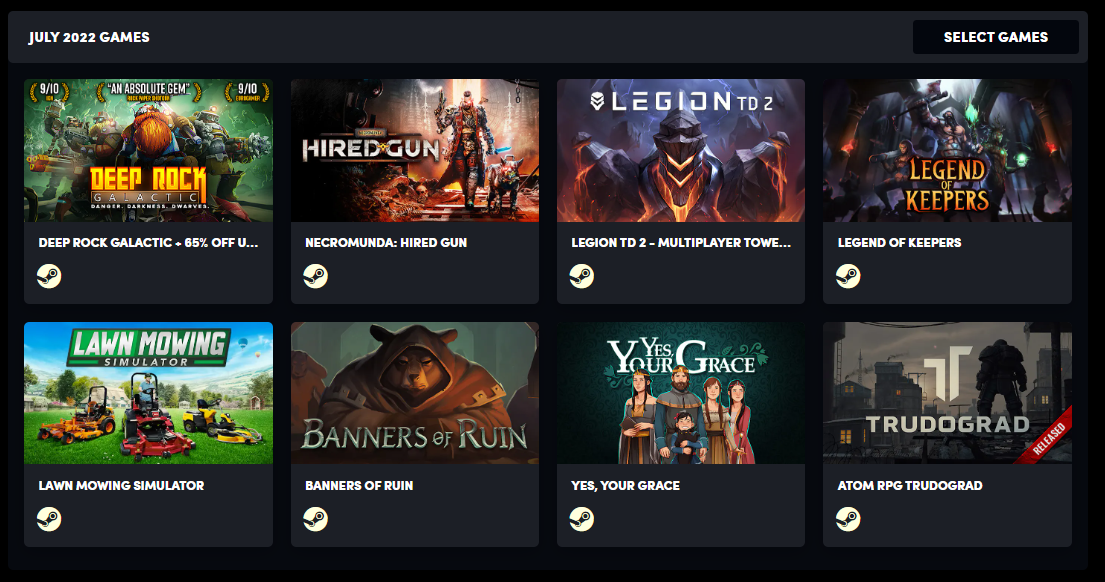 JULY 2022 GAMES
SELECT GAMES
9/10
"AN ABSOLUTE GEM"
ROCK PAPER SHOTGUN
9/10
DEEP ROCK
GALACTIC
DANGER. DARKNESS. DWARVES.
HIRED GUN
LEGION TD 2
LEGEND
OF
KEEPERS
DEEP ROCK GALACTIC + 65% OFF U...
NECROMUNDA: HIRED GUN
LEGION TD 2 - MULTIPLAYER TOWE...
LEGEND OF KEEPERS
LAWN MOWING
SIMULATOR
BANNERS OF RUIN
YES,
YOUR GRACE
TRUDOGRAD
RELEASED
LAWN MOWING SIMULATOR
BANNERS OF RUIN
YES, YOUR GRACE
ATOM RPG TRUDOGRAD